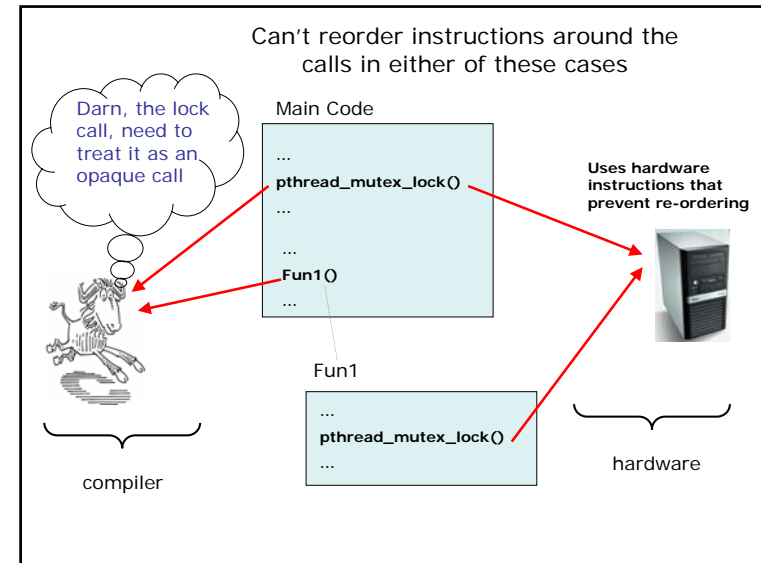 Can't reorder instructions around the
calls in either of these cases
Darn, the lock
call, need to
treat it as an
opaque call
Main Code
...
pthread_mutex_lock()
...
...
Fun1()
...
Uses hardware
instructions that
prevent re-ordering
Fun1
...
pthread_mutex_lock()
...
compiler
hardware